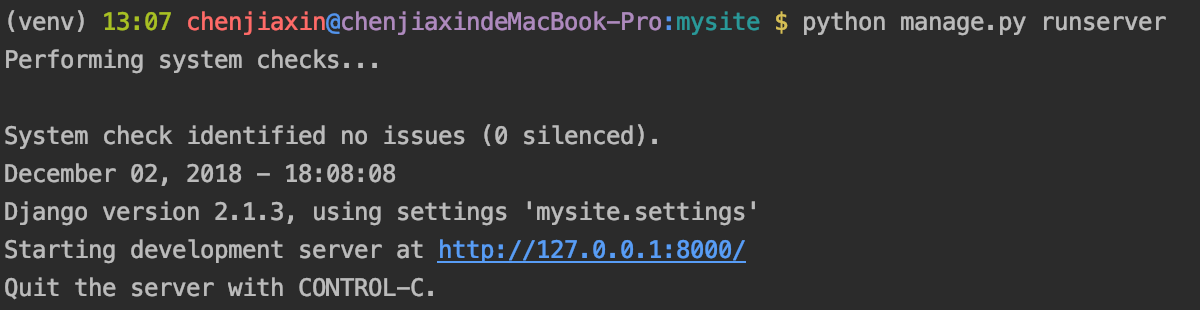 (venv) 13:07 chenjiaxin@chenjiaxindeMacBook-Pro:mysite $ python manage.py runserver
Performing system checks...
System check identified no issues (0 silenced).
December 02, 2018 - 18:08:08
Django version 2.1.3, using settings 'mysite.settings'
Starting development server at http://127.0.0.1:8000/
Quit the server with CONTROL-C.